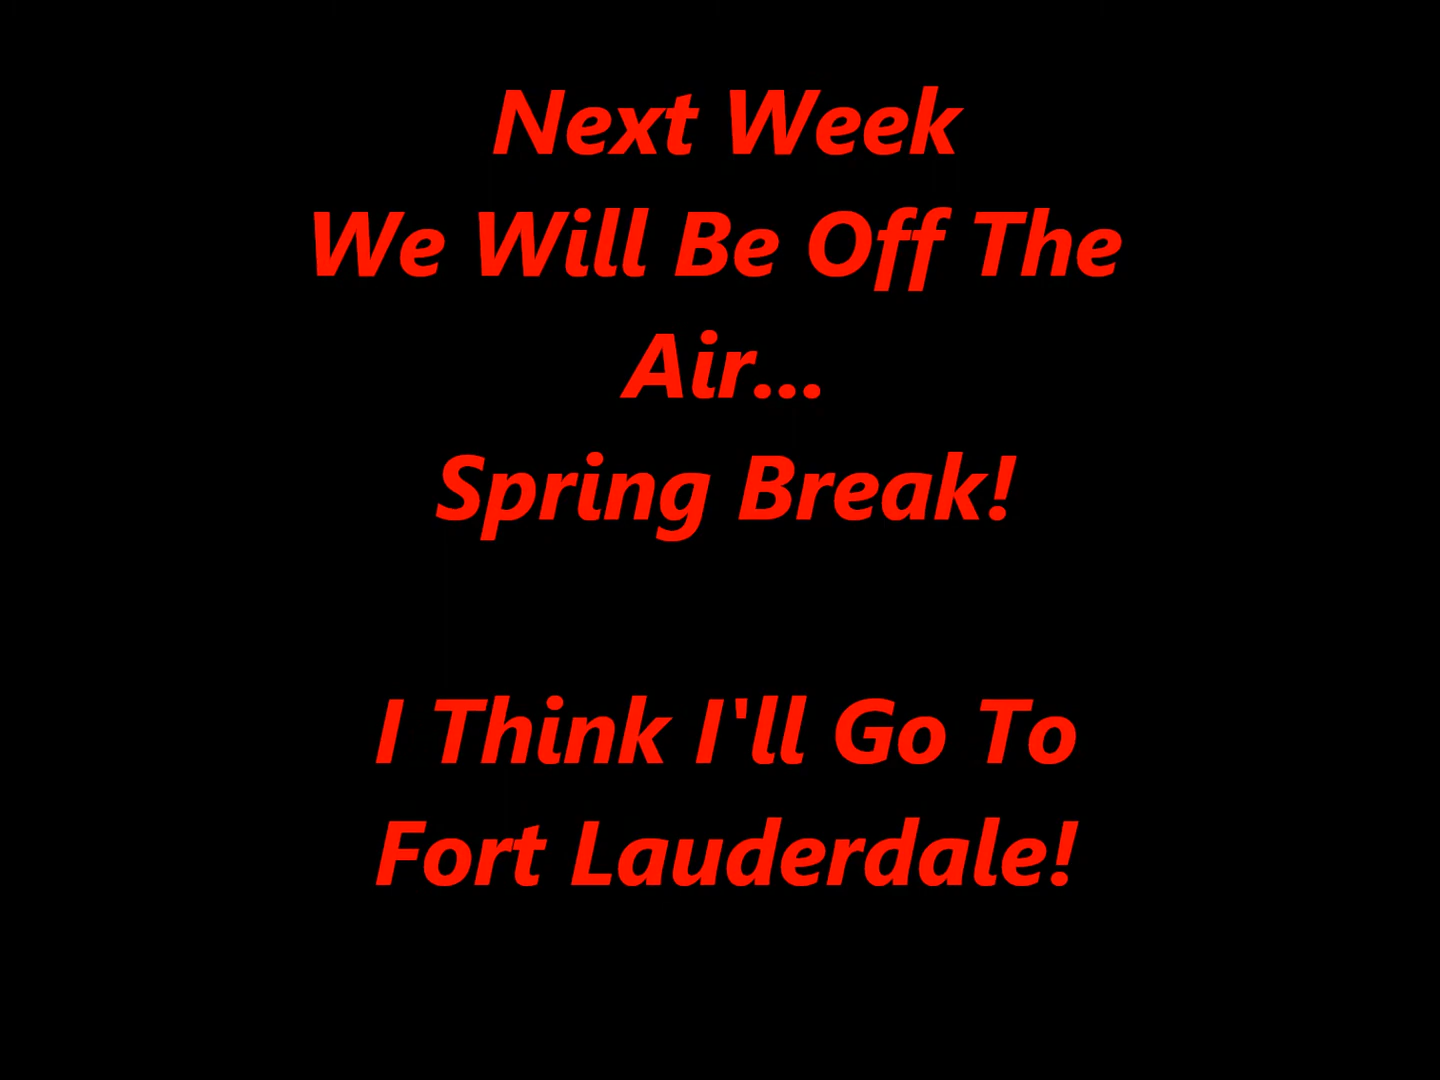 Next Week
We Will Be Off The
Air...
Spring Break!
I Think I'll Go To
Fort Lauderdale!